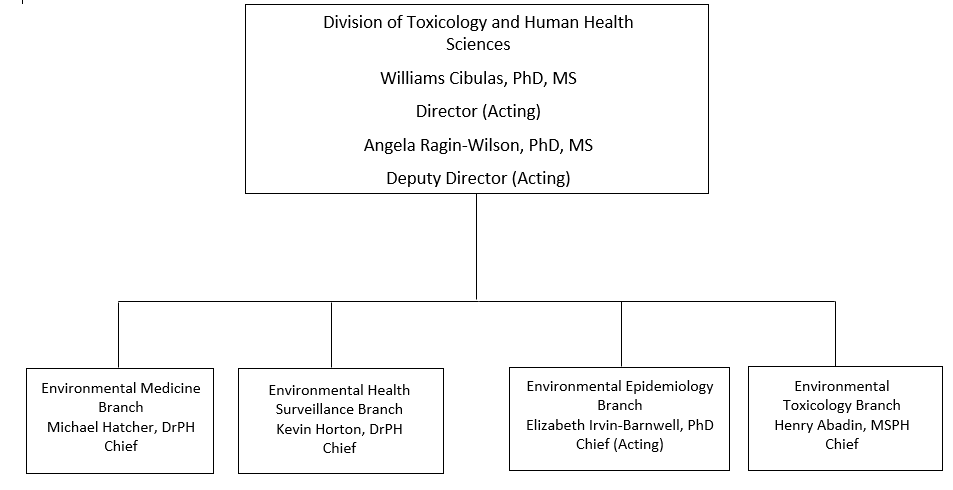 Division of Toxicology and Human Health
Sciences
Williams Cibulas, PhD, MS
Director (Acting)
Angela Ragin-Wilson, PhD, MS
Deputy Director (Acting)
Environmental Medicine
Branch
Michael Hatcher, DrPH
Chief
Environmental Health
Surveillance Branch
Kevin Horton, DrPH
Chief
Environmental Epidemiology
Branch
Elizabeth Irvin-Barnwell, PhD
Chief (Acting)
Environmental
Toxicology Branch
Henry Abadin, MSPH
Chief